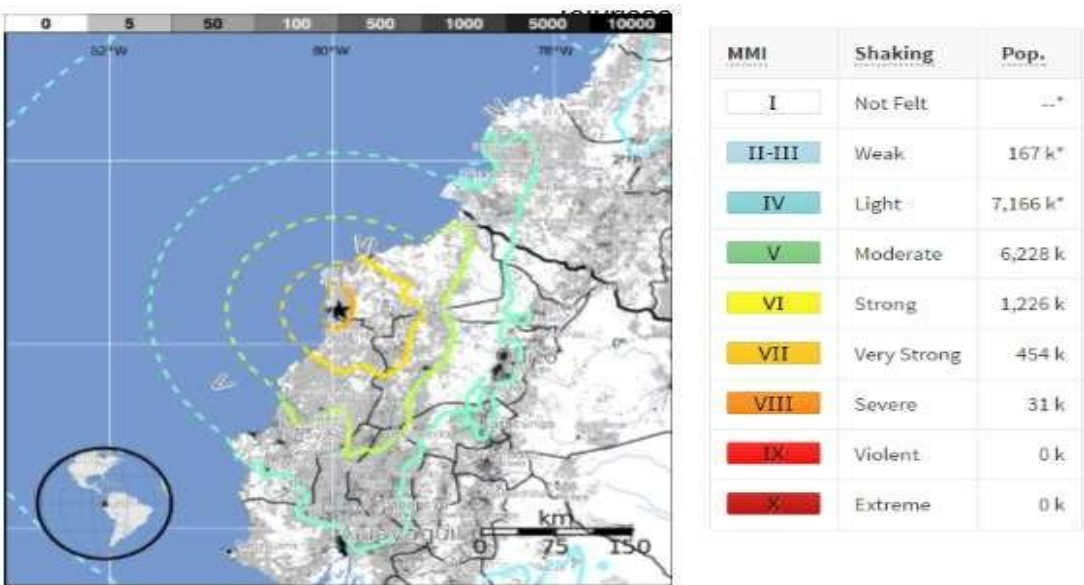 0 5 50 100 500 1000 5000 10000
82°W 80°W 78°W
0°
km
0 75 150
MMI Shaking Pop.
I Not Felt --*
II-III Weak 167 k*
IV Light 7,166 k*
V Moderate 6,228 k
VI Strong 1,226 k
VII Very Strong 454 k
VIII Severe 31 k
IX Violent 0 k
X Extreme 0 k